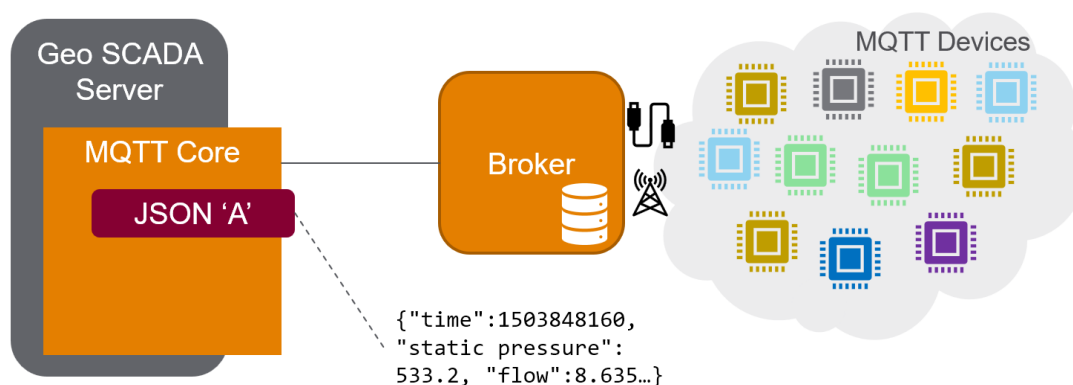 Geo SCADA
Server
MQTT Core
JSON ‘A’
Broker
MQTT Devices
{"time":1503848160,
"static pressure":
533.2, "flow":8.635…}